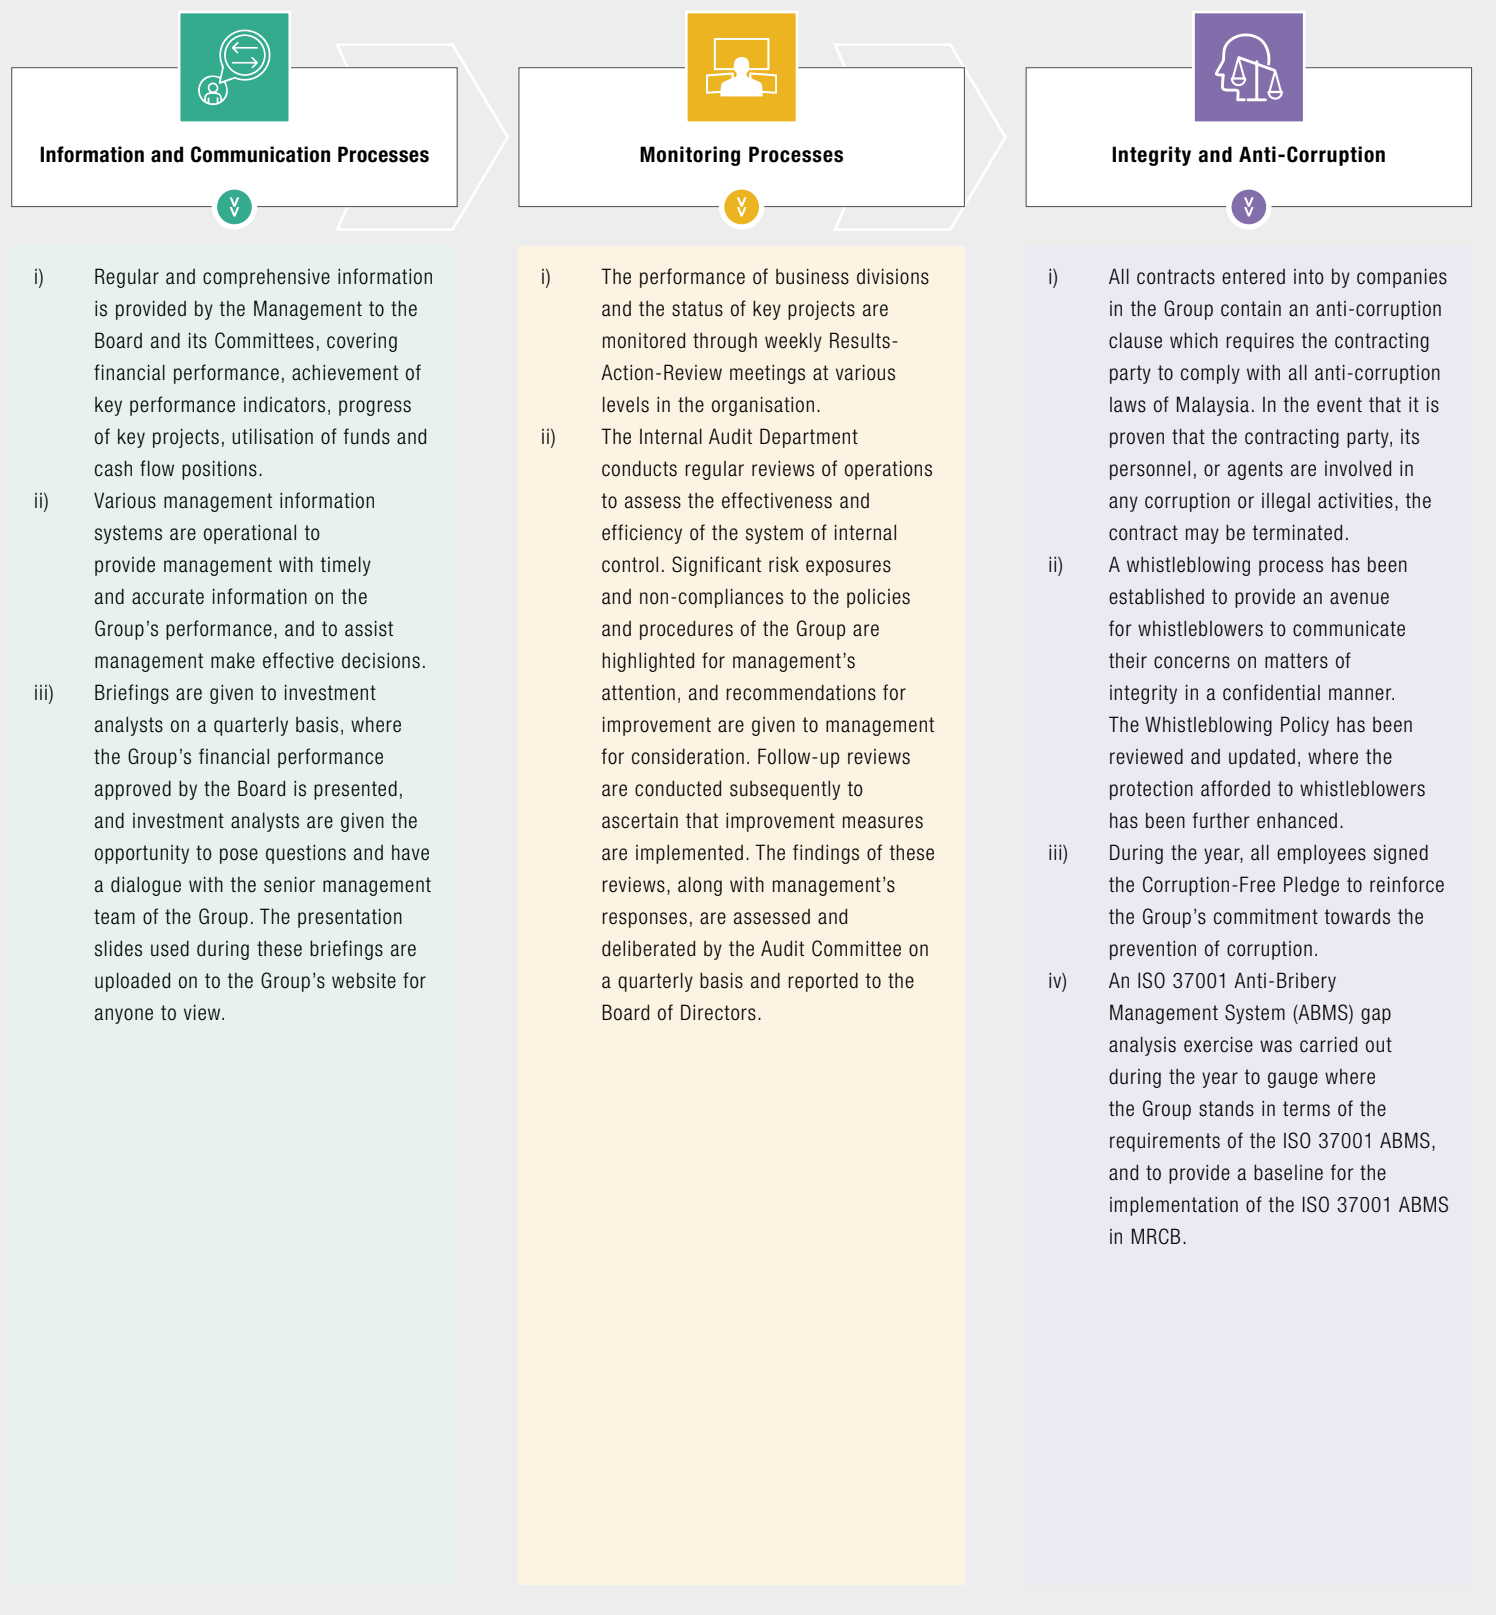 Information and Communication Processes
i) Regular and comprehensive information
is provided by the Management to the
Board and its Committees, covering
financial performance, achievement of
key performance indicators, progress
of key projects, utilisation of funds and
cash flow positions.
ii) Various management information
systems are operational to
provide management with timely
and accurate information on the
Group's performance, and to assist
management make effective decisions.
iii) Briefings are given to investment
analysts on a quarterly basis, where
the Group's financial performance
approved by the Board is presented,
and investment analysts are given the
opportunity to pose questions and have
a dialogue with the senior management
team of the Group. The presentation
slides used during these briefings are
uploaded on to the Group's website for
anyone to view.
Monitoring Processes
i) The performance of business divisions
and the status of key projects are
monitored through weekly Results-
Action-Review meetings at various
levels in the organisation.
ii) The Internal Audit Department
conducts regular reviews of operations
to assess the effectiveness and
efficiency of the system of internal
control. Significant risk exposures
and non-compliances to the policies
and procedures of the Group are
highlighted for management's
attention, and recommendations for
improvement are given to management
for consideration. Follow-up reviews
are conducted subsequently to
ascertain that improvement measures
are implemented. The findings of these
reviews, along with management's
responses, are assessed and
deliberated by the Audit Committee on
a quarterly basis and reported to the
Board of Directors.
Integrity and Anti-Corruption
i) All contracts entered into by companies
in the Group contain an anti-corruption
clause which requires the contracting
party to comply with all anti-corruption
laws of Malaysia. In the event that it is
proven that the contracting party, its
personnel, or agents are involved in
any corruption or illegal activities, the
contract may be terminated.
ii) A whistleblowing process has been
established to provide an avenue
for whistleblowers to communicate
their concerns on matters of
integrity in a confidential manner.
The Whistleblowing Policy has been
reviewed and updated, where the
protection afforded to whistleblowers
has been further enhanced.
iii) During the year, all employees signed
the Corruption-Free Pledge to reinforce
the Group's commitment towards the
prevention of corruption.
iv) An ISO 37001 Anti-Bribery
Management System (ABMS) gap
analysis exercise was carried out
during the year to gauge where
the Group stands in terms of the
requirements of the ISO 37001 ABMS,
and to provide a baseline for the
implementation of the ISO 37001 ABMS
in MRCB.